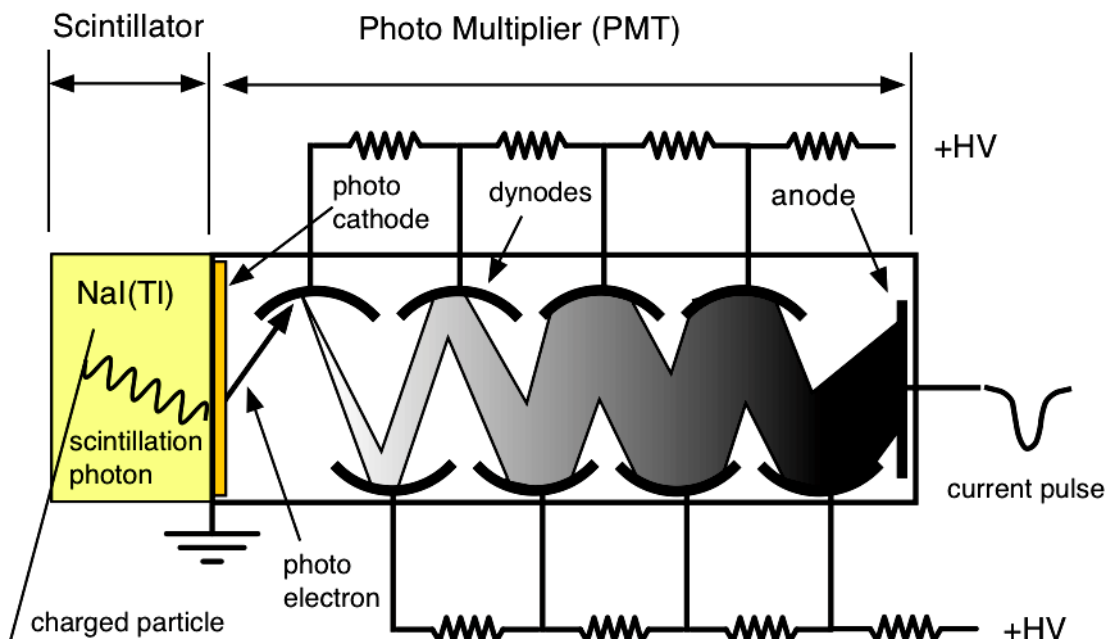 Scintillator
Photo Multiplier (PMT)
+HV
photo
cathode
dynodes
anode
NaI(Tl)
scintillation
photon
current pulse
photo
electron
charged particle
+HV